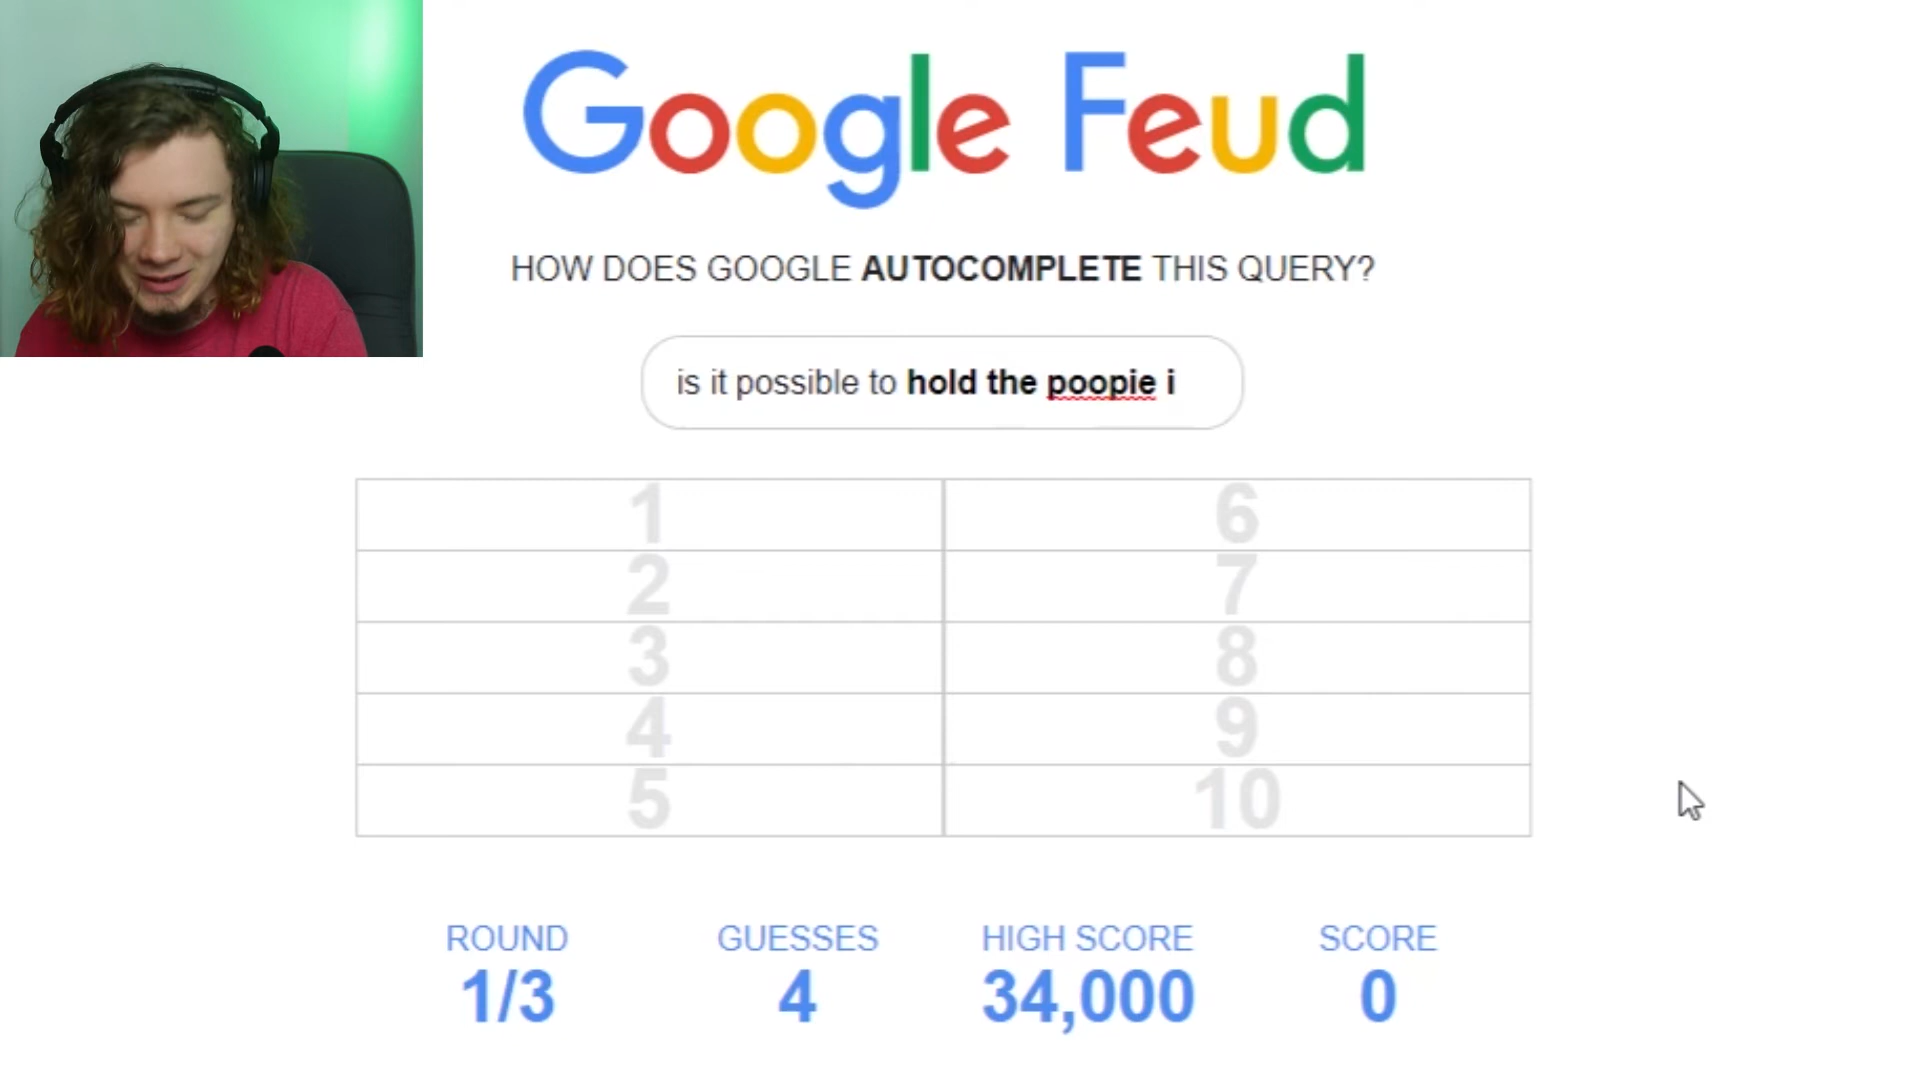 Google Feud
HOW DOES GOOGLE AUTOCOMPLETE THIS QUERY?
is it possible to hold the poopie i
1 6
2 7
3 8
4 9
5 10
ROUND GUESSES HIGH SCORE SCORE
1/3 4 34,000 0